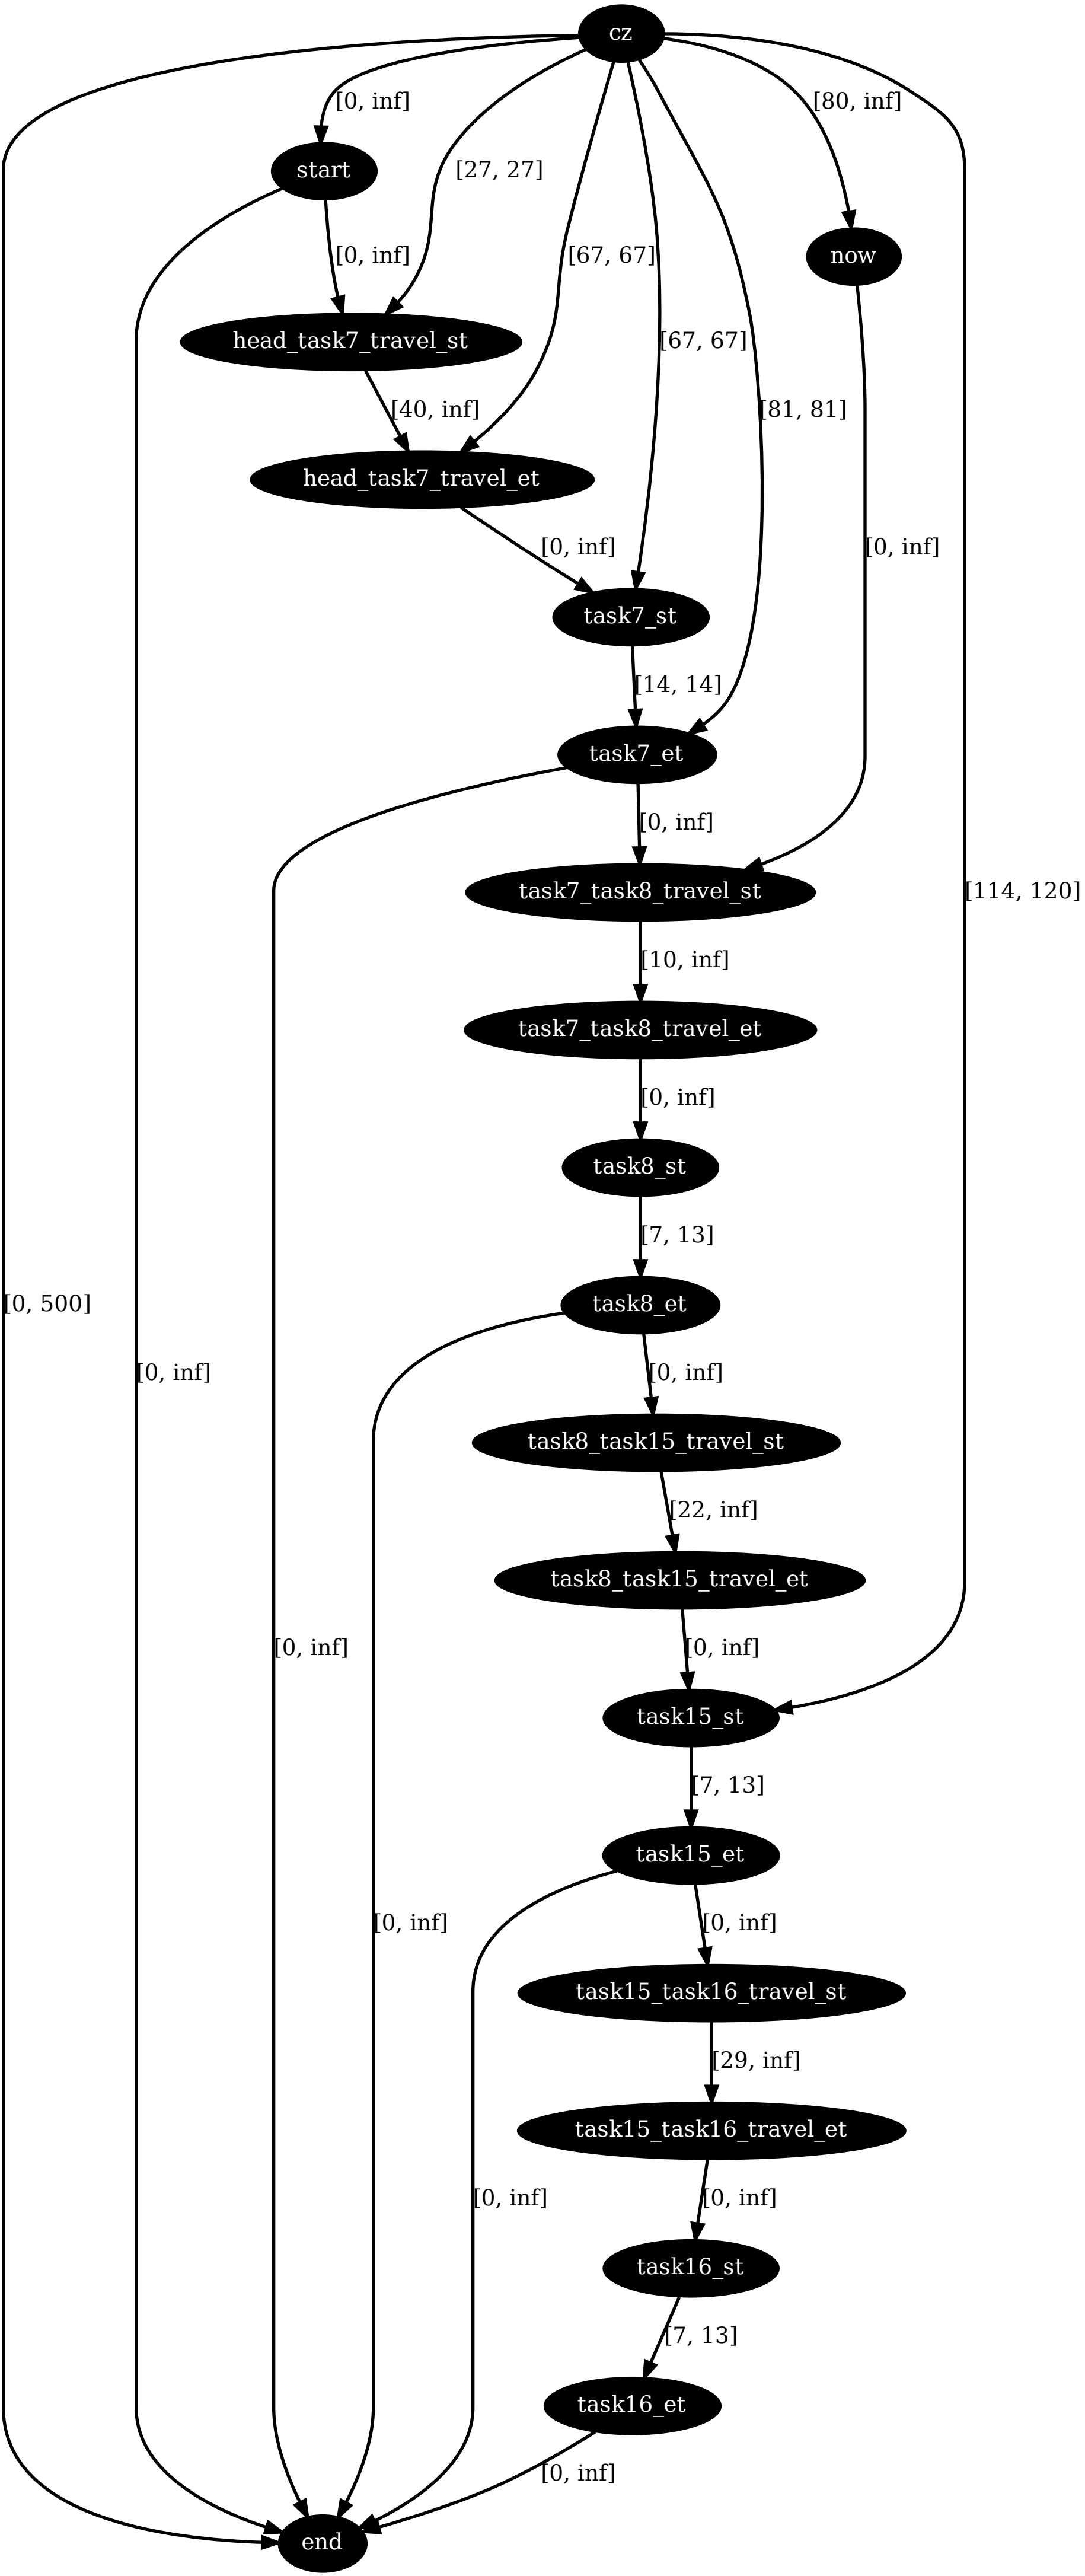 cz
[0, inf]
[80, inf]
[27, 27]
start
[0, inf]
[67, 67]
now
head_task7_travel_st
[67, 67]
[40, inf]
[81, 81]
head_task7_travel_et
[0, inf]
[0, inf]
task7_st
[14, 14]
task7_et
[0, inf]
task7_task8_travel_st
[114, 120]
[10, inf]
task7_task8_travel_et
[0, inf]
task8_st
[7, 13]
[0, 500]
task8_et
[0, inf]
[0, inf]
task8_task15_travel_st
[22, inf]
task8_task15_travel_et
[0, inf]
[0, inf]
task15_st
[7, 13]
task15_et
[0, inf]
[0, inf]
task15_task16_travel_st
[29, inf]
task15_task16_travel_et
[0, inf]
[0, inf]
task16_st
[7, 13]
task16_et
[0, inf]
end